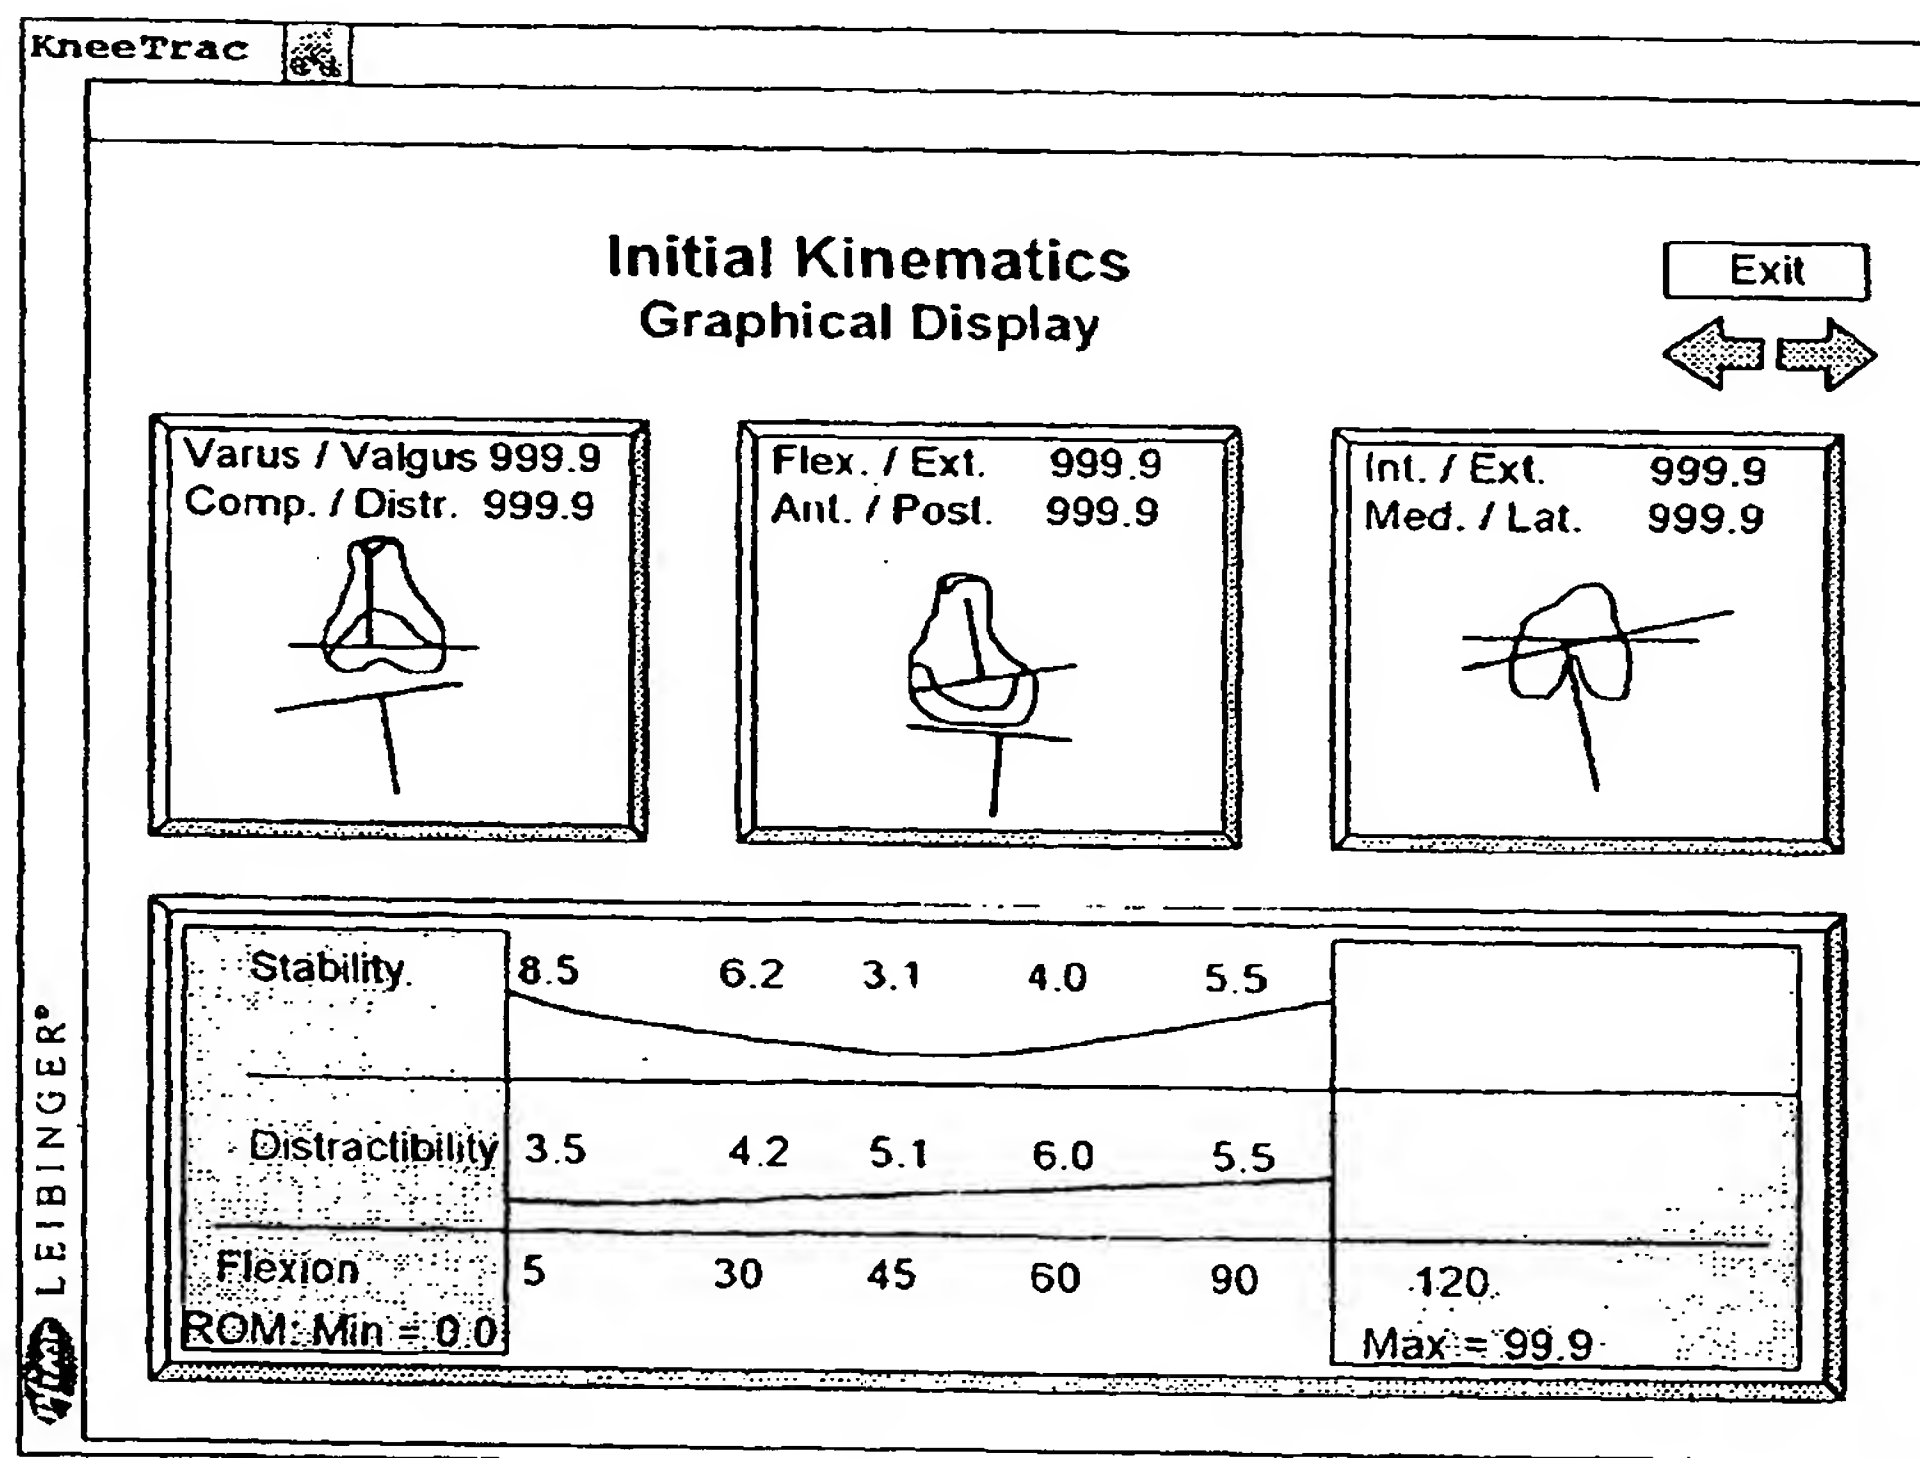 KneeTrac
Initial Kinematics
Graphical Display
Exit
Varus / Valgus 999.9
Comp. / Distr. 999.9
Flex. / Ext. 999.9
Ant. / Post. 999.9
Int. / Ext. 999.9
Med. / Lat. 999.9
Stability 8.5 6.2 3.1 4.0 5.5
Distractibility 3.5 4.2 5.1 6.0 5.5
Flexion 5 30 45 60 90 120
ROM: Min = 0.0 Max = 99.9
LEIBINGER®